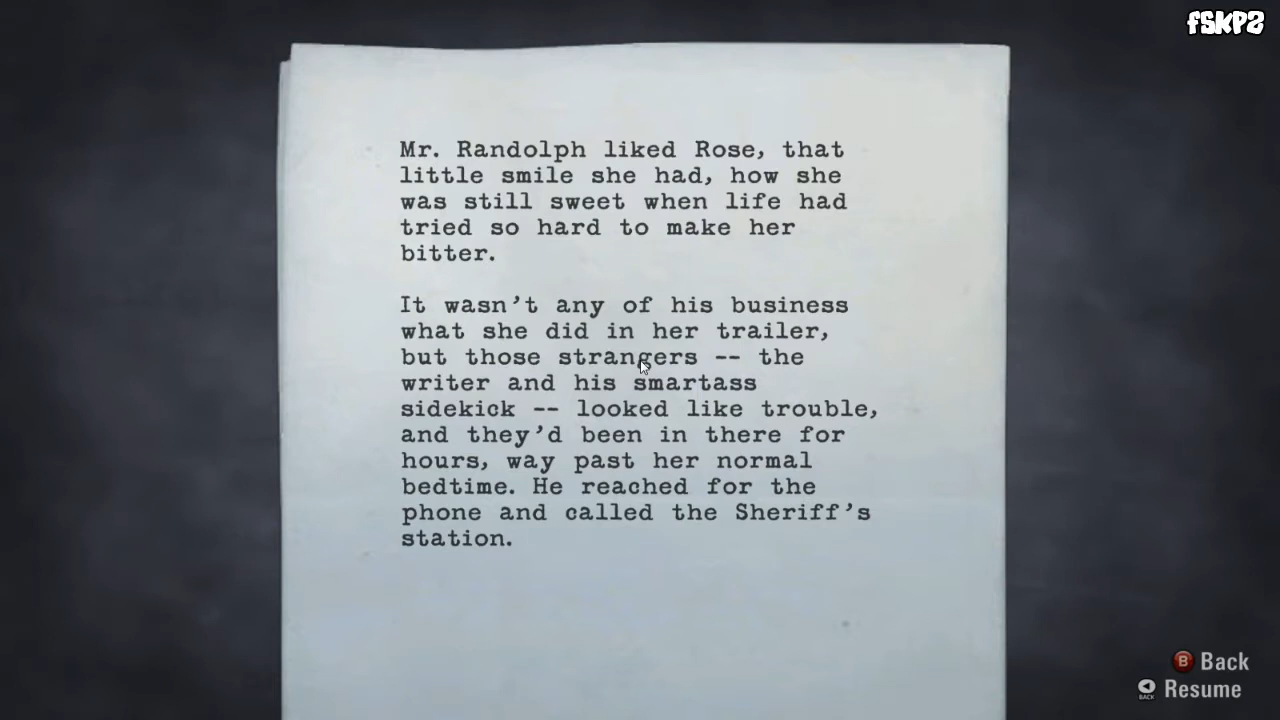 fSKPZ
Mr. Randolph liked Rose, that
little smile she had, how she
was still sweet when life had
tried so hard to make her
bitter.
It wasn't any of his business
what she did in her trailer,
but those strangers -- the
writer and his smartass
sidekick -- looked like trouble,
and they'd been in there for
hours, way past her normal
bedtime. He reached for the
phone and called the Sheriff's
station.
B Back
BACK Resume